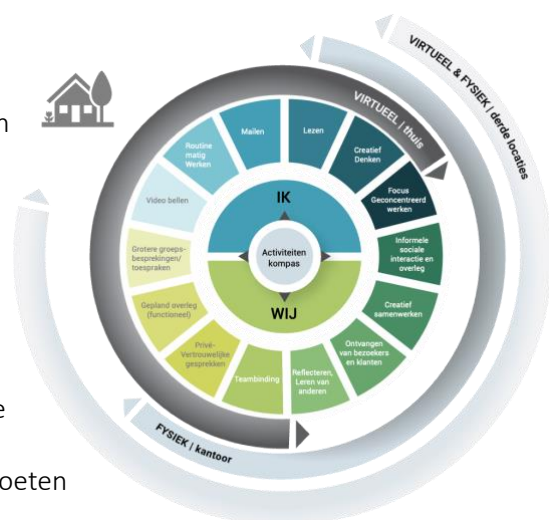 n
VIRTUEEL & FYSIEK | derde locaties
VIRTUEEL | thuis
Mailen
Lezen
Creatief
Denken
Focus
Geconcentreerd
werken
Informele
sociale
interactie en
overleg
Creatief
samenwerken
Ontvangen
van bezoekers
en klanten
Reflecteren,
Leren van
anderen
Teambinding
Privé-
Vertrouwelijke
gesprekken
Gepland overleg
(functioneel)
Grotere groeps-
besprekingen/
toespraken
Video bellen
Routine
matig
Werken
IK
Activiteiten
kompas
WIJ
FYSIEK | kantoor
e
oeten